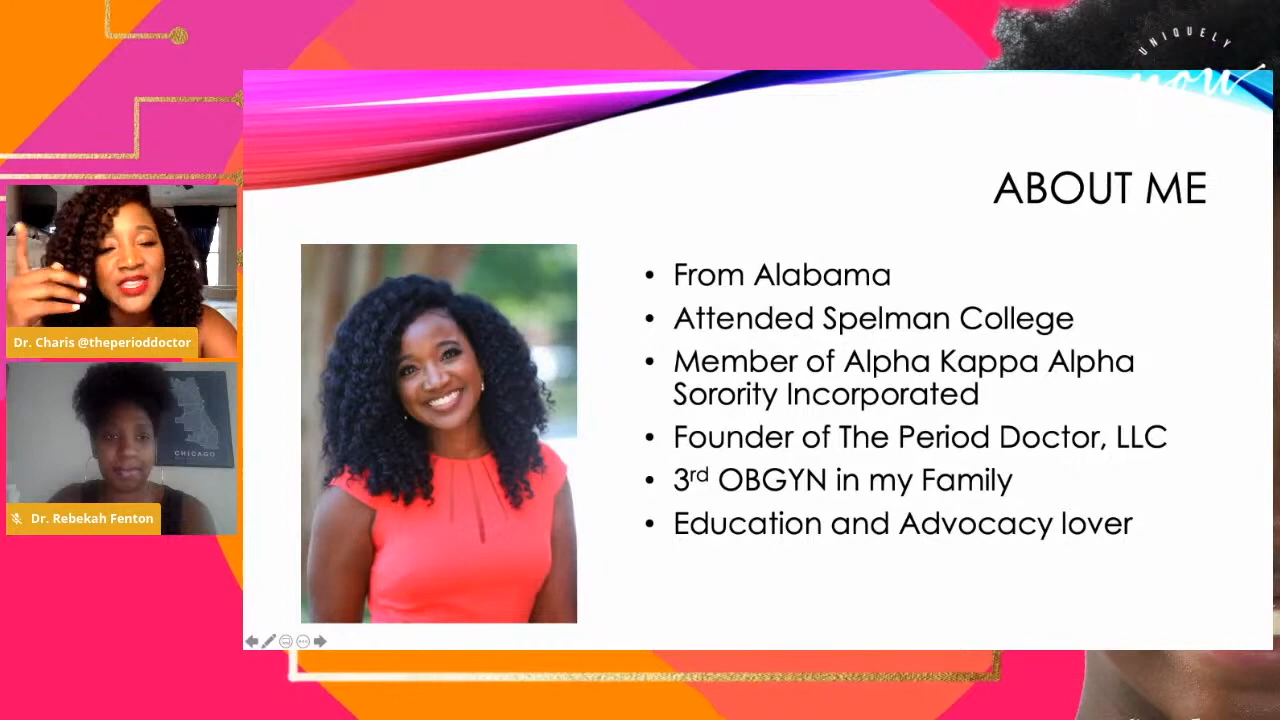 UNIQUELY
you
ABOUT ME
• From Alabama
• Attended Spelman College
• Member of Alpha Kappa Alpha
Sorority Incorporated
• Founder of The Period Doctor, LLC
• 3rd OBGYN in my Family
• Education and Advocacy lover
Dr. Charis @theperioddoctor
CHICAGO
Dr. Rebekah Fenton